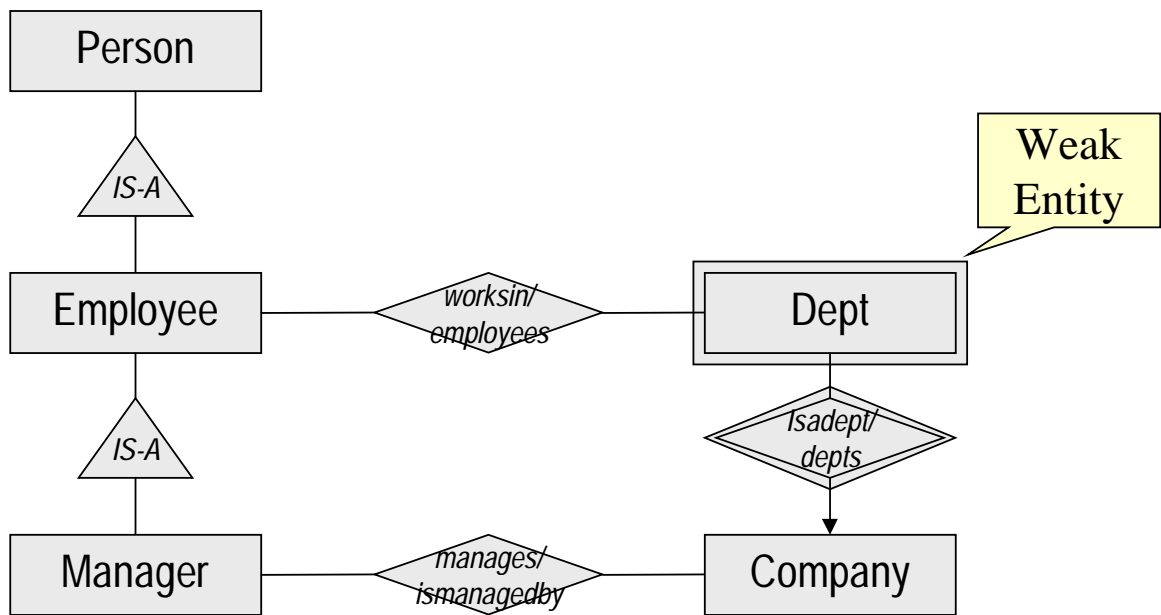 Person
Weak
Entity
IS-A
Employee
worksin/
employees
Dept
IS-A
Isadept/
depts
Manager
manages/
ismanagedby
Company